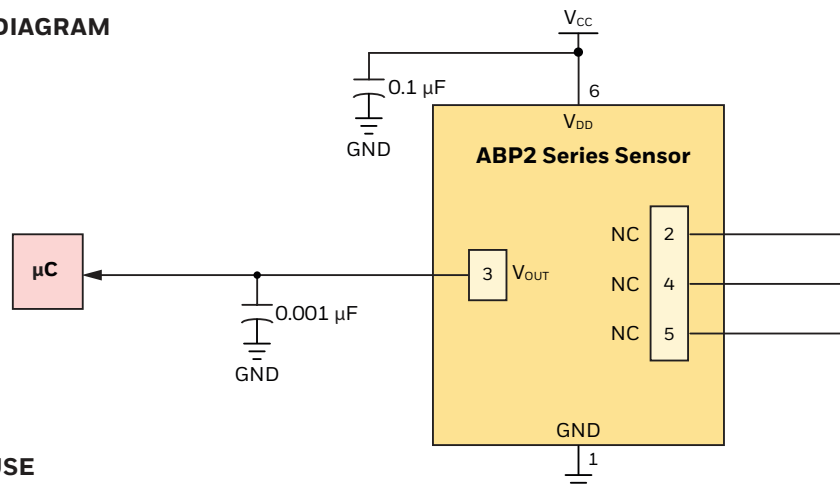 DIAGRAM
VCC
0.1 µF
GND
6
VDD
ABP2 Series Sensor
µC
3 VOUT
NC 2
NC 4
NC 5
0.001 µF
GND
GND
1
USE